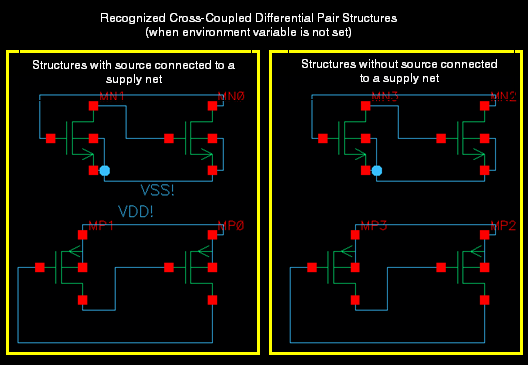 Recognized Cross-Coupled Differential Pair Structures
(when environment variable is not set)
Structures with source connected to a
supply net
MN1
MN0
VSS!
VDD!
MP1
MP0
Structures without source connected
to a supply net
MN3
MN2
MP3
MP2